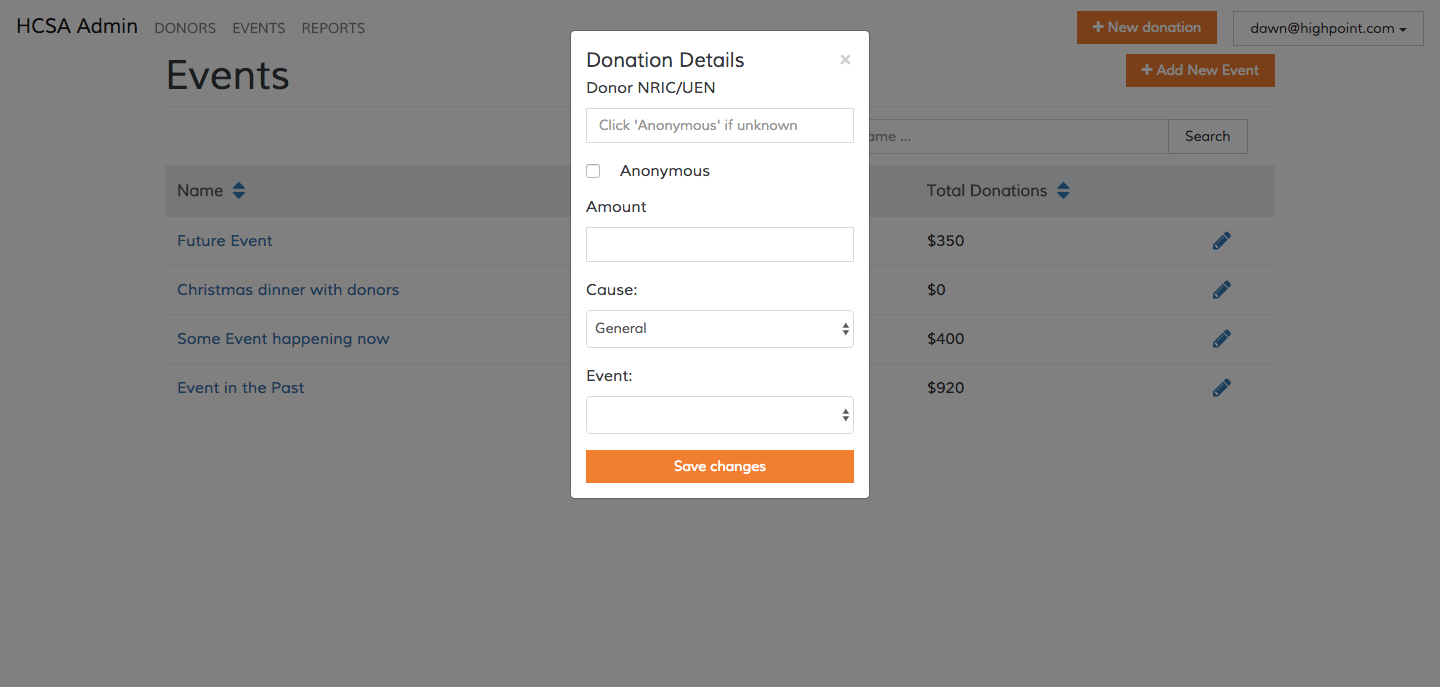 HCSA Admin DONORS EVENTS REPORTS
+ New donation
dawn@highpoint.com
Events
+ Add New Event
ame ...
Search
Name
Total Donations
Future Event
$350
Christmas dinner with donors
$0
Some Event happening now
$400
Event in the Past
$920
Donation Details ×
Donor NRIC/UEN
Click 'Anonymous' if unknown
Anonymous
Amount
Cause:
General
Event:
Save changes